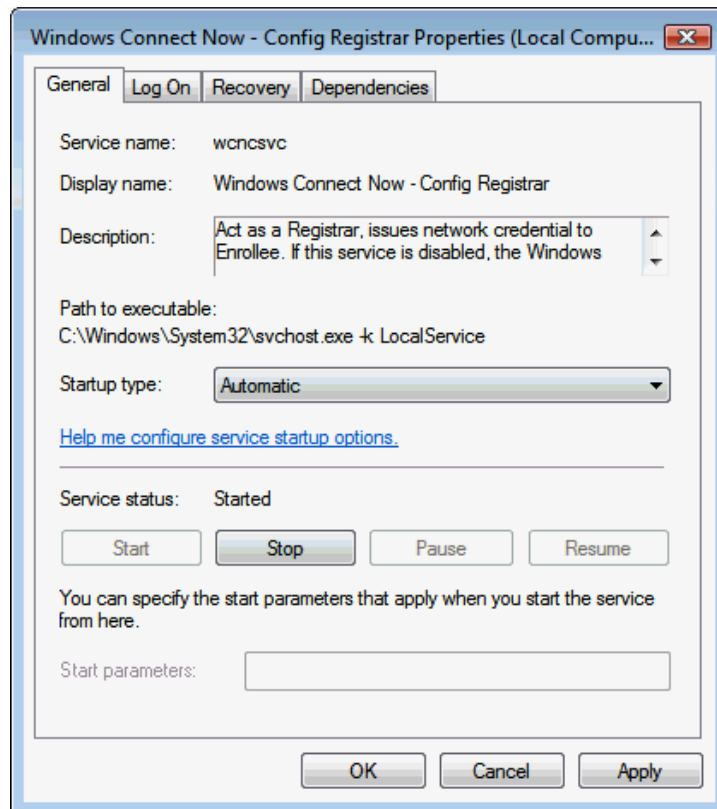 Windows Connect Now - Config Registrar Properties (Local Compu...
General Log On Recovery Dependencies
Service name: wcncsvc
Display name: Windows Connect Now - Config Registrar
Description: Act as a Registrar, issues network credential to
Enrollee. If this service is disabled, the Windows
Path to executable:
C:\Windows\System32\svchost.exe -k LocalService
Startup type: Automatic
Help me configure service startup options.
Service status: Started
Start Stop Pause Resume
You can specify the start parameters that apply when you start the service
from here.
Start parameters:
OK Cancel Apply